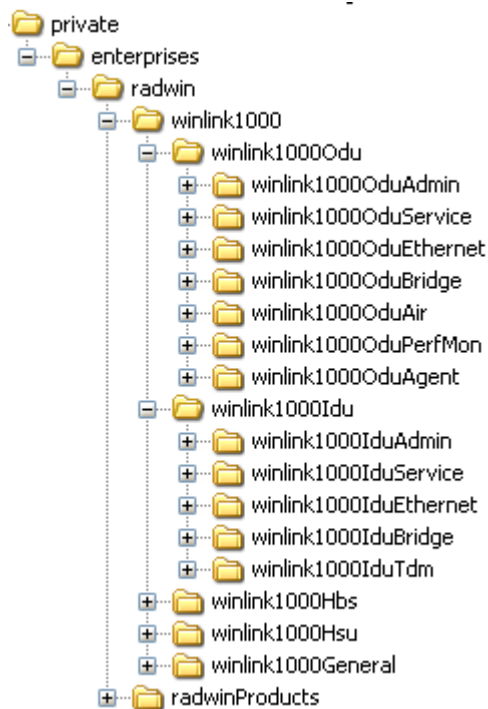 private
enterprises
radwin
winlink1000
winlink1000Odu
winlink1000OduAdmin
winlink1000OduService
winlink1000OduEthernet
winlink1000OduBridge
winlink1000OduAir
winlink1000OduPerfMon
winlink1000OduAgent
winlink1000Idu
winlink1000IduAdmin
winlink1000IduService
winlink1000IduEthernet
winlink1000IduBridge
winlink1000IduTdm
winlink1000Hbs
winlink1000Hsu
winlink1000General
radwinProducts